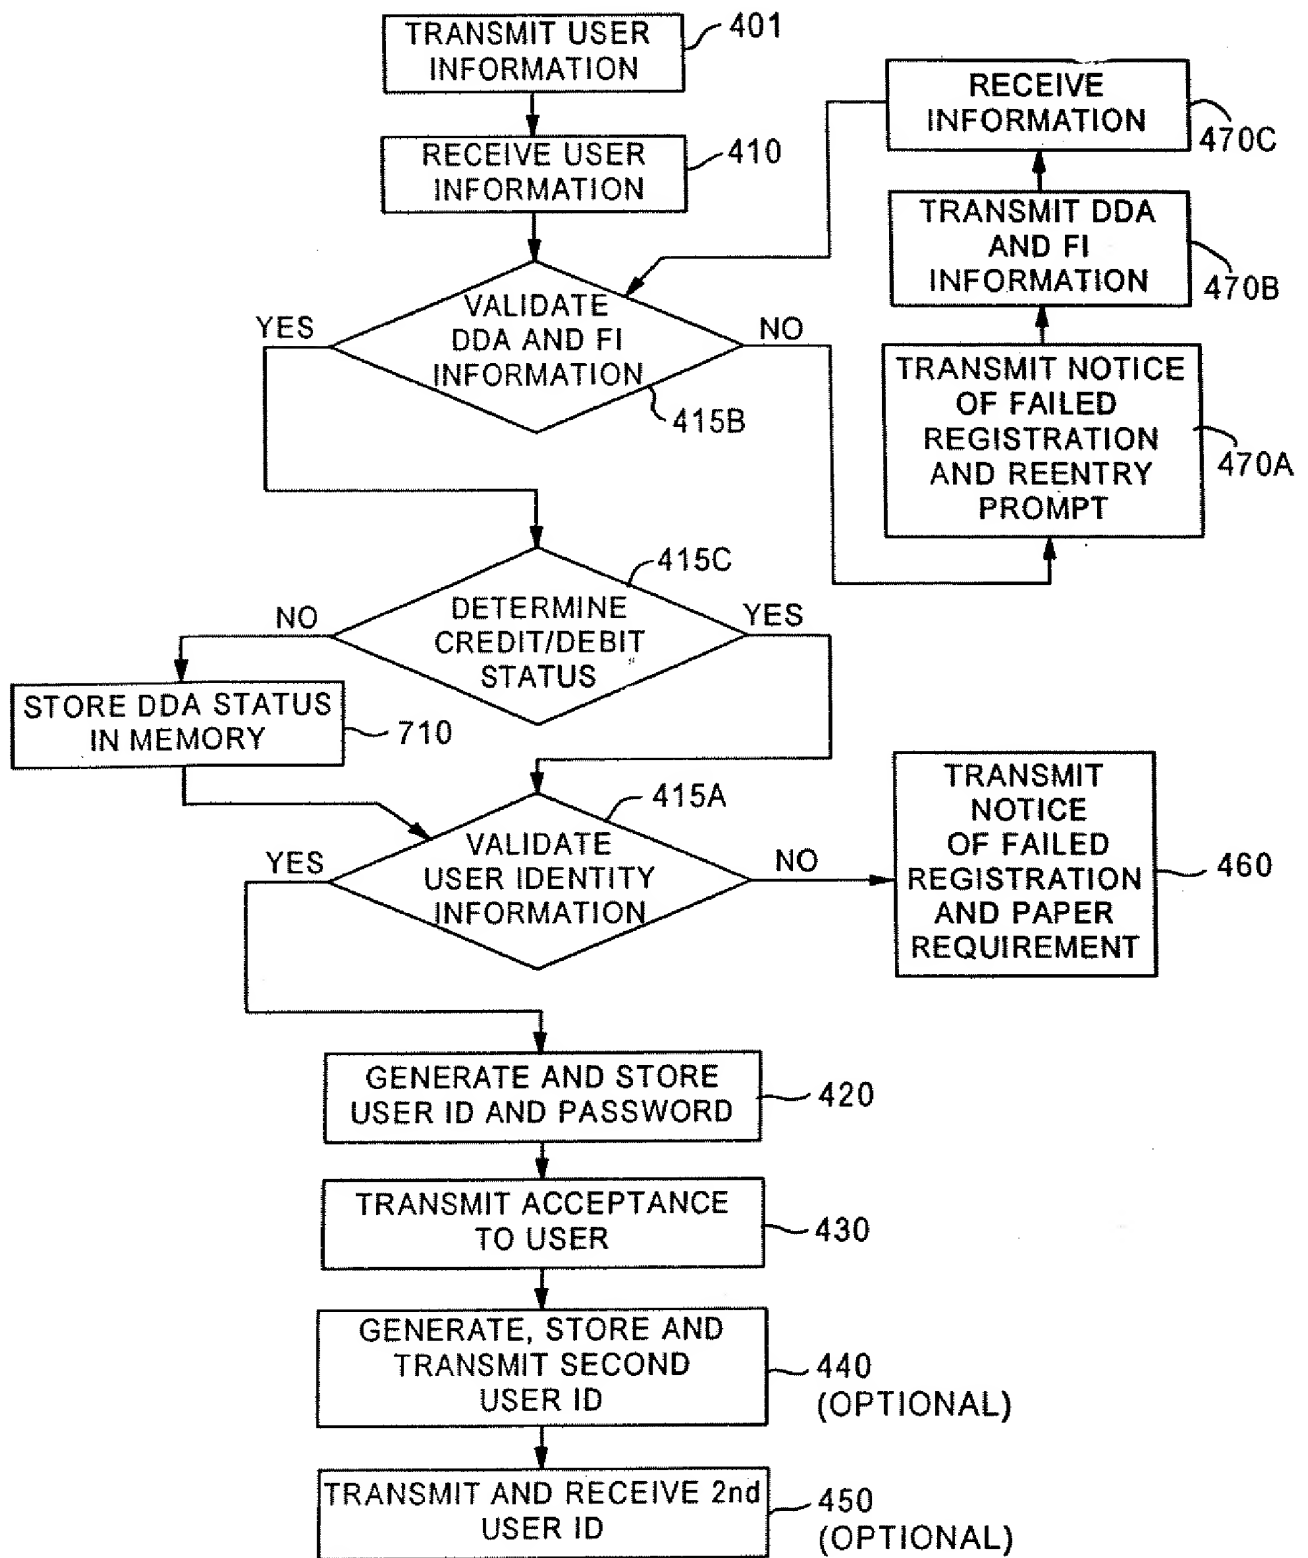 TRANSMIT USER
INFORMATION
401
RECEIVE USER
INFORMATION
410
RECEIVE
INFORMATION
470C
TRANSMIT DDA
AND FI
INFORMATION
470B
TRANSMIT NOTICE
OF FAILED
REGISTRATION
AND REENTRY
PROMPT
470A
YES
VALIDATE
DDA AND FI
INFORMATION
NO
415B
415C
NO
DETERMINE
CREDIT/DEBIT
STATUS
YES
STORE DDA STATUS
IN MEMORY
710
415A
YES
VALIDATE
USER IDENTITY
INFORMATION
NO
TRANSMIT
NOTICE
OF FAILED
REGISTRATION
AND PAPER
REQUIREMENT
460
GENERATE AND STORE
USER ID AND PASSWORD
420
TRANSMIT ACCEPTANCE
TO USER
430
GENERATE, STORE AND
TRANSMIT SECOND
USER ID
440
(OPTIONAL)
TRANSMIT AND RECEIVE 2nd
USER ID
450
(OPTIONAL)